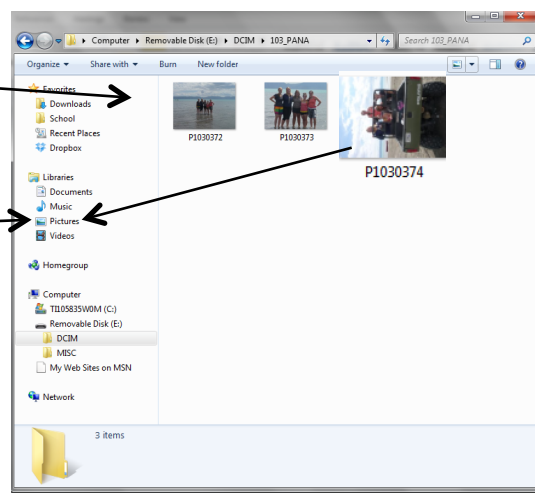 Computer ▸ Removable Disk (E:) ▸ DCIM ▸ 103_PANA
Search 103_PANA
Organize ▾ Share with ▾ Burn New folder
Favorites
Downloads
School
Recent Places
Dropbox
Libraries
Documents
Music
Pictures
Videos
Homegroup
Computer
TI105835W0M (C:)
Removable Disk (E:)
DCIM
MISC
My Web Sites on MSN
Network
P1030372
P1030373
P1030374
3 items